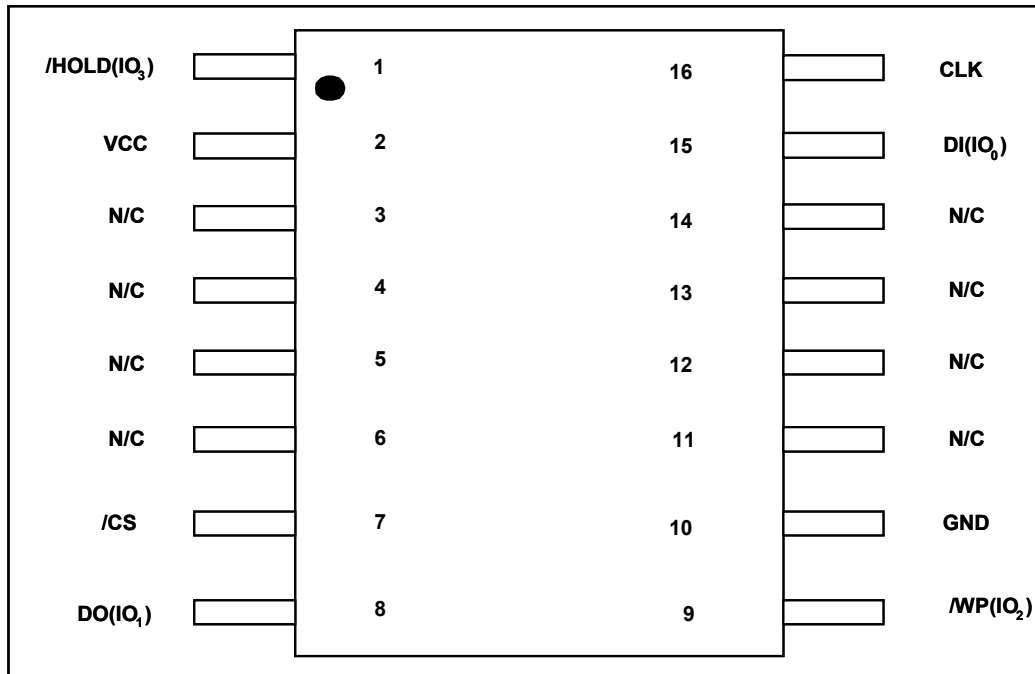 /HOLD(IO3) 1 16 CLK
VCC 2 15 DI(IO0)
N/C 3 14 N/C
N/C 4 13 N/C
N/C 5 12 N/C
N/C 6 11 N/C
/CS 7 10 GND
DO(IO1) 8 9 /WP(IO2)